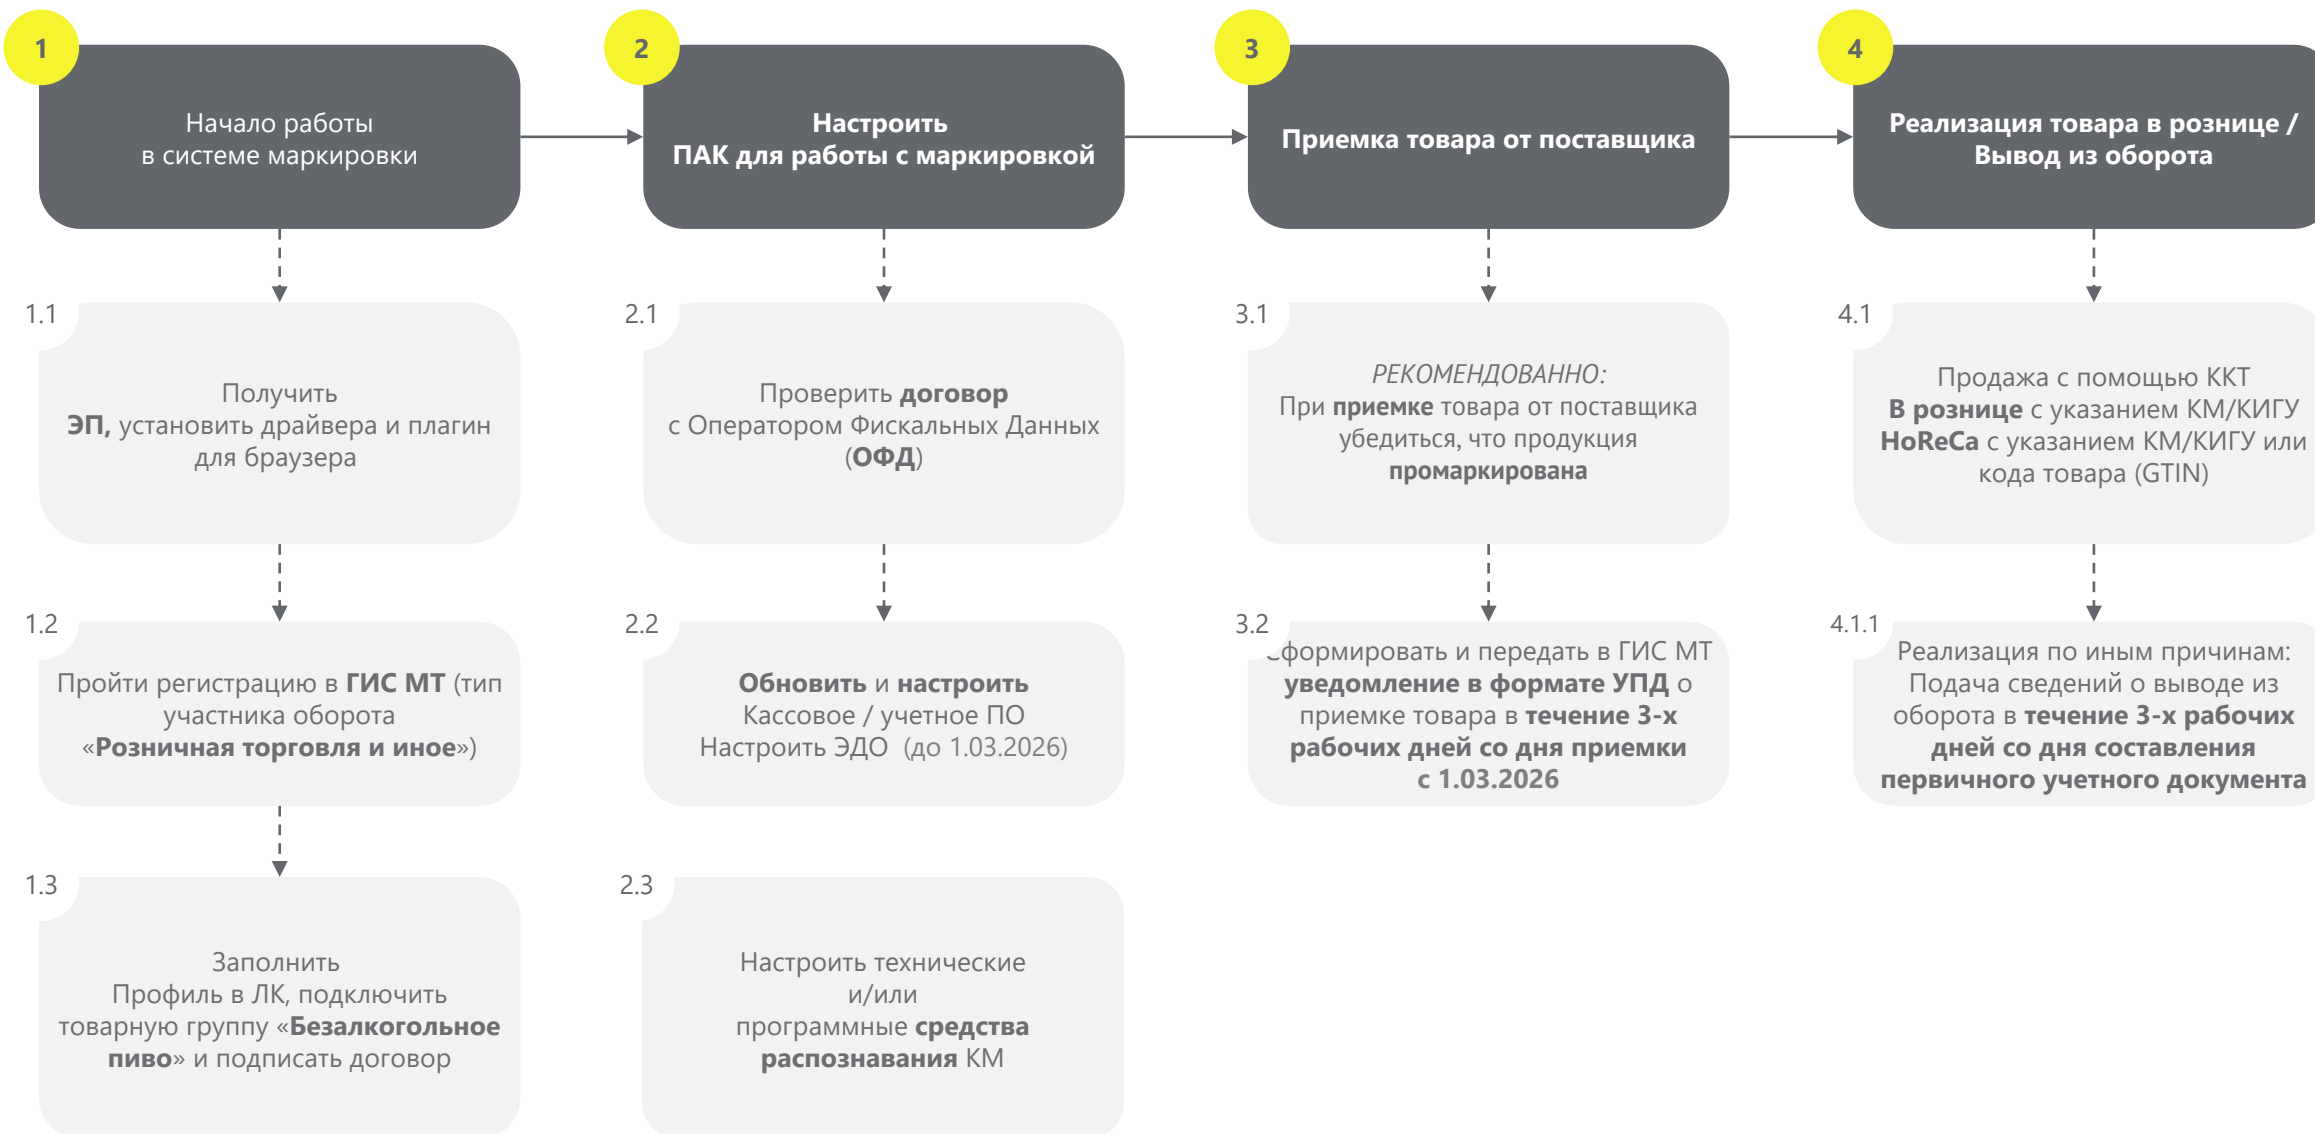 1
Начало работы
в системе маркировки
2
Настроить
ПАК для работы с маркировкой
3
Приемка товара от поставщика
4
Реализация товара в рознице /
Вывод из оборота
1.1
Получить
ЭП, установить драйвера и плагин
для браузера
2.1
Проверить договор
с Оператором Фискальных Данных
(ОФД)
3.1
РЕКОМЕНДОВАННО:
При приемке товара от поставщика
убедиться, что продукция
промаркирована
4.1
Продажа с помощью ККТ
В рознице с указанием КМ/КИГУ
HoReCa с указанием КМ/КИГУ или
кода товара (GTIN)
1.2
Пройти регистрацию в ГИС МТ (тип
участника оборота
«Розничная торговля и иное»)
2.2
Обновить и настроить
Кассовое / учетное ПО
Настроить ЭДО (до 1.03.2026)
3.2
Сформировать и передать в ГИС МТ
уведомление в формате УПД о
приемке товара в течение 3-х
рабочих дней со дня приемки
с 1.03.2026
4.1.1
Реализация по иным причинам:
Подача сведений о выводе из
оборота в течение 3-х рабочих
дней со дня составления
первичного учетного документа
1.3
Заполнить
Профиль в ЛК, подключить
товарную группу «Безалкогольное
пиво» и подписать договор
2.3
Настроить технические
и/или
программные средства
распознавания КМ